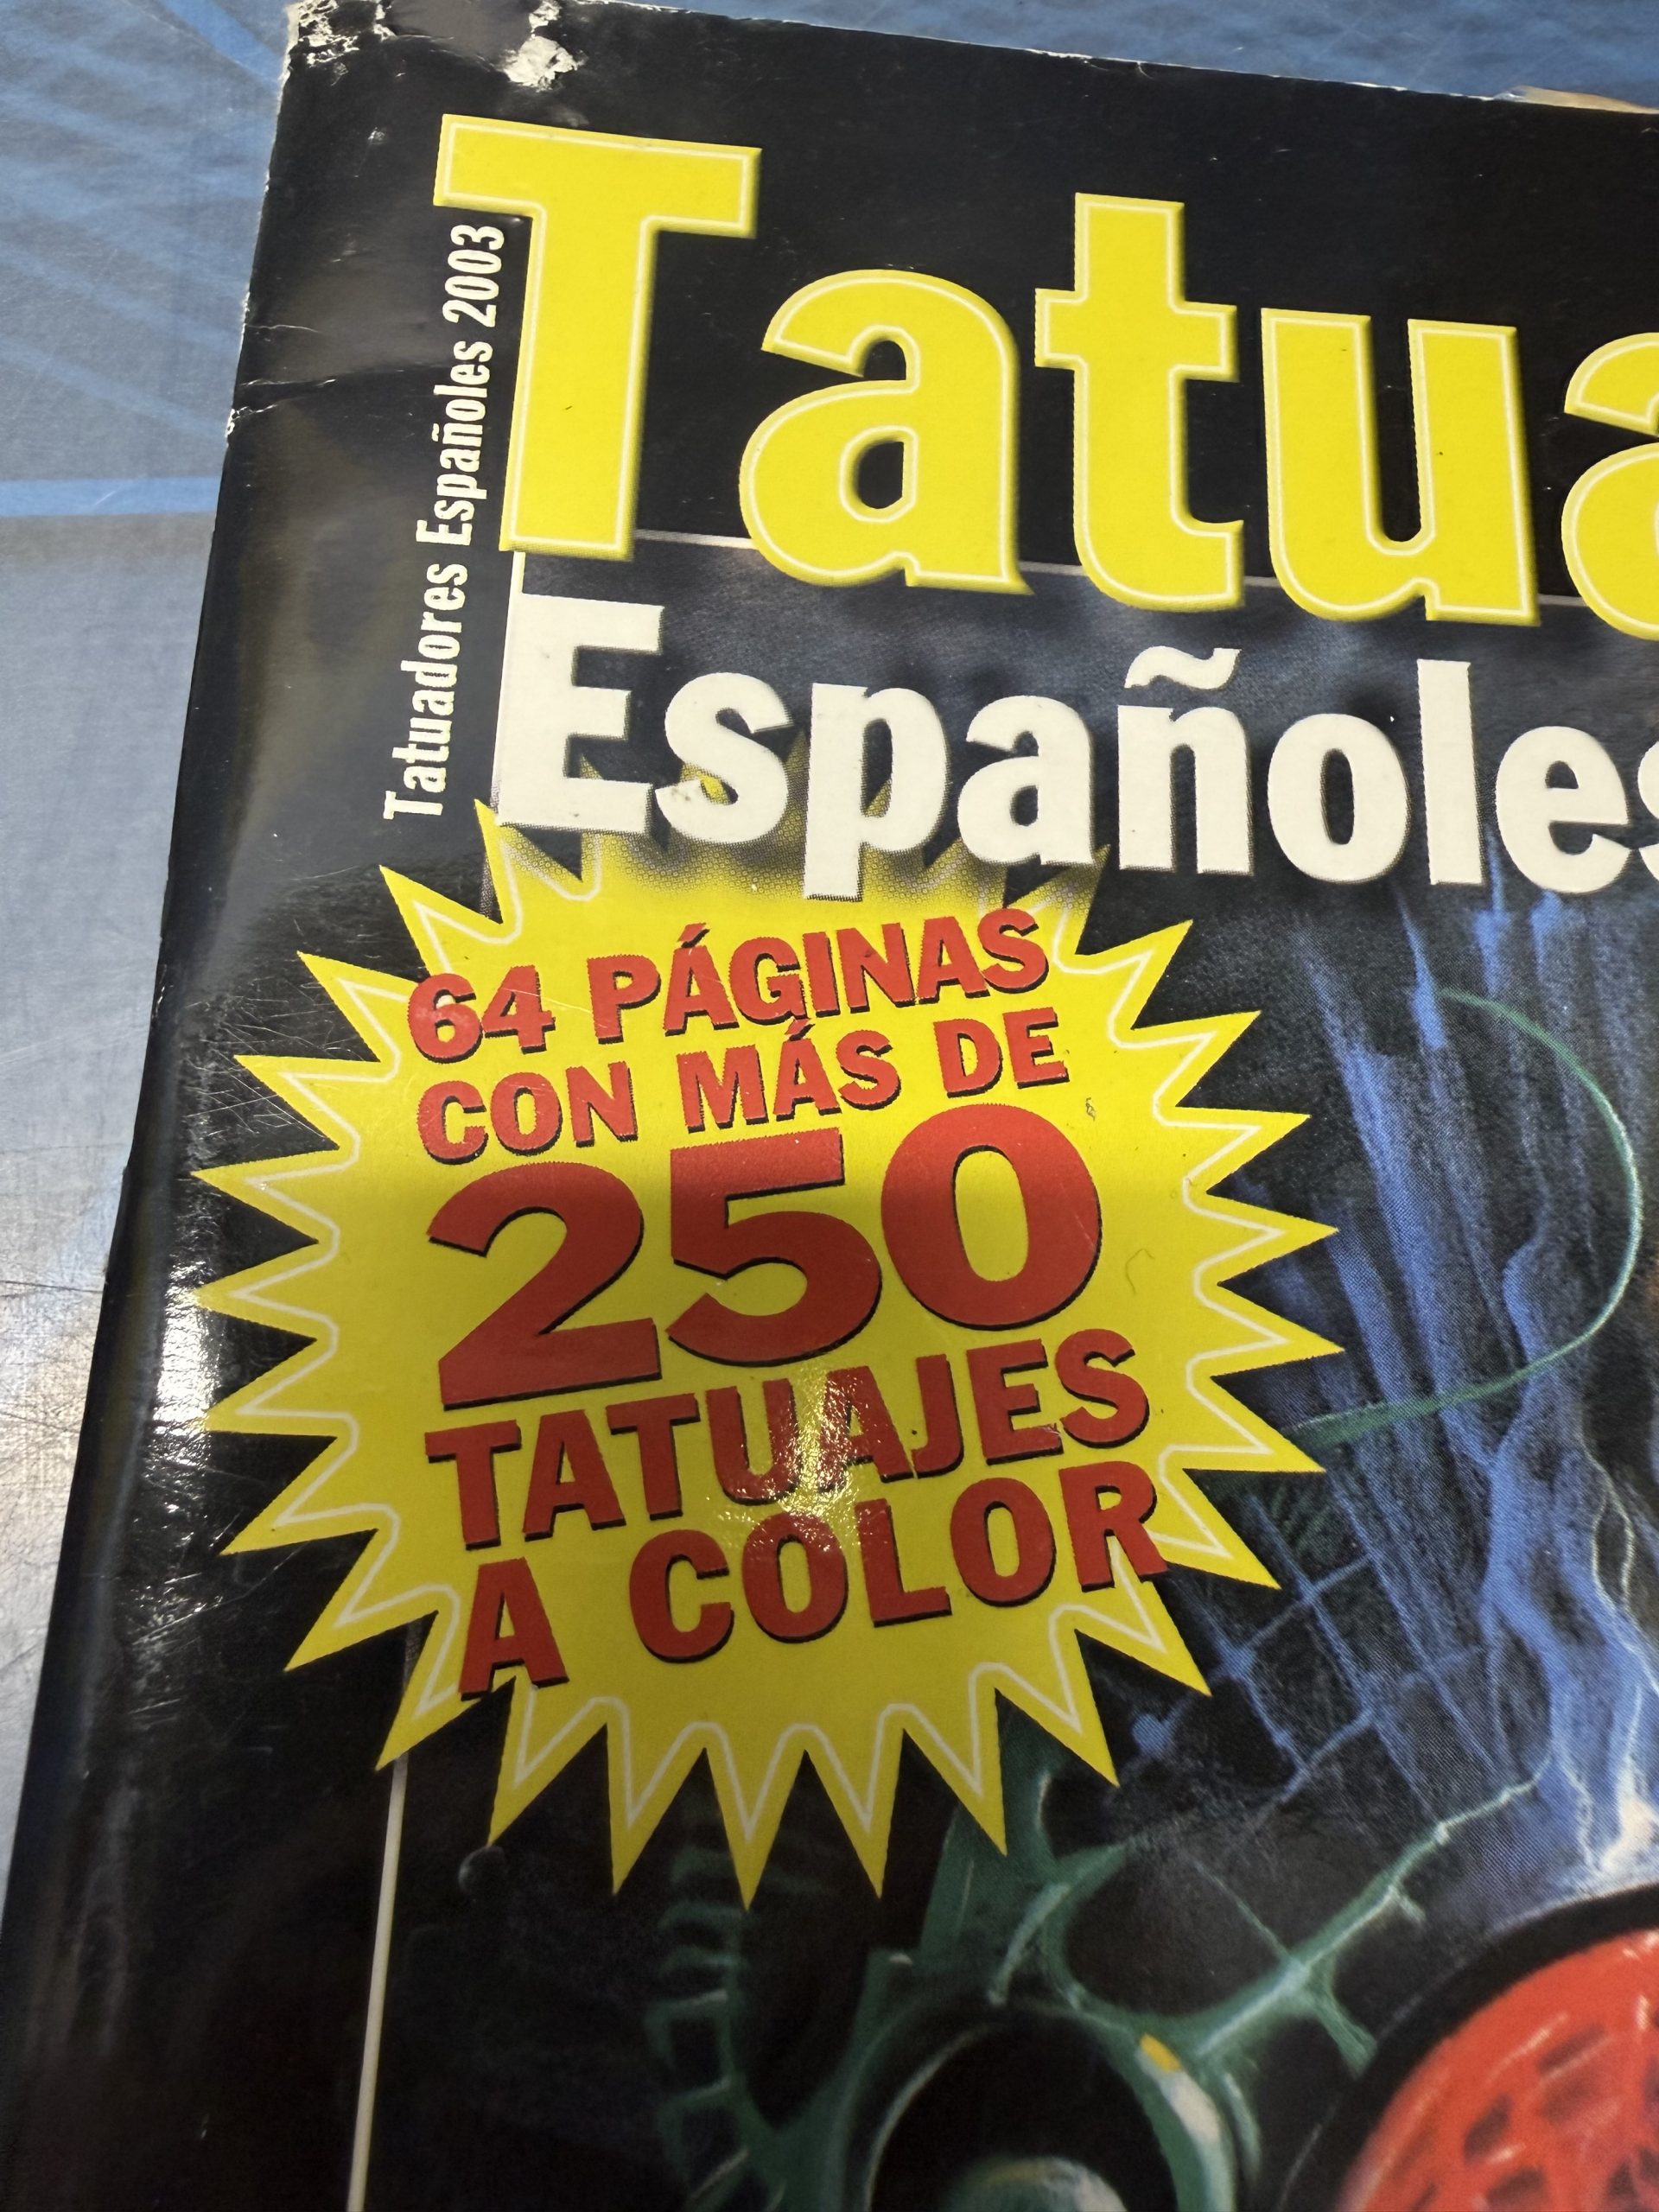 Tatuadores Españoles 2003
Tatua
Españoles
64 PÁGINAS
CON MÁS DE
250
TATUAJES
A COLOR